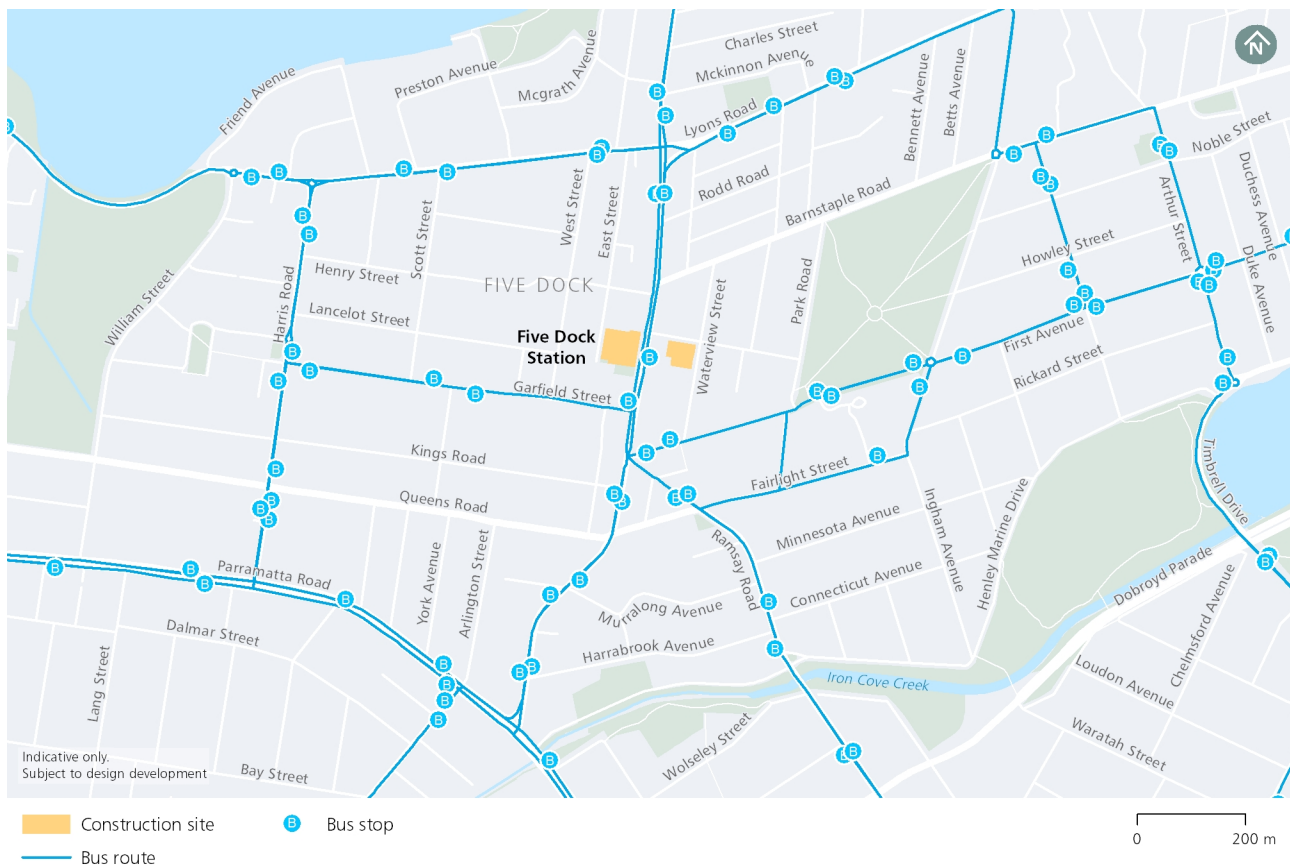 Charles Street
Mckinnon Avenue
Preston Avenue
Mcgrath Avenue
Friend Avenue
Lyons Road
Bennett Avenue
Betts Avenue
N
Noble Street
Duchess Avenue
Rodd Road
Barnstaple Road
West Street
East Street
Scott Street
Arthur Street
Howley Street
Duke Avenue
Henry Street
FIVE DOCK
William Street
Harris Road
Lancelot Street
Park Road
Waterview Street
Five Dock
Station
First Avenue
Rickard Street
Garfield Street
Kings Road
Queens Road
Fairlight Street
Timbrell Drive
Minnesota Avenue
Ingham Avenue
Henley Marine Drive
Ramsay Road
Parramatta Road
York Avenue
Arlington Street
Connecticut Avenue
Dobroyd Parade
Murralong Avenue
Chelmsford Avenue
Dalmar Street
Harrabrook Avenue
Iron Cove Creek
Loudon Avenue
Lang Street
Waratah Street
Wolseley Street
Indicative only.
Subject to design development
Bay Street
Construction site
B Bus stop
Bus route
0 200 m